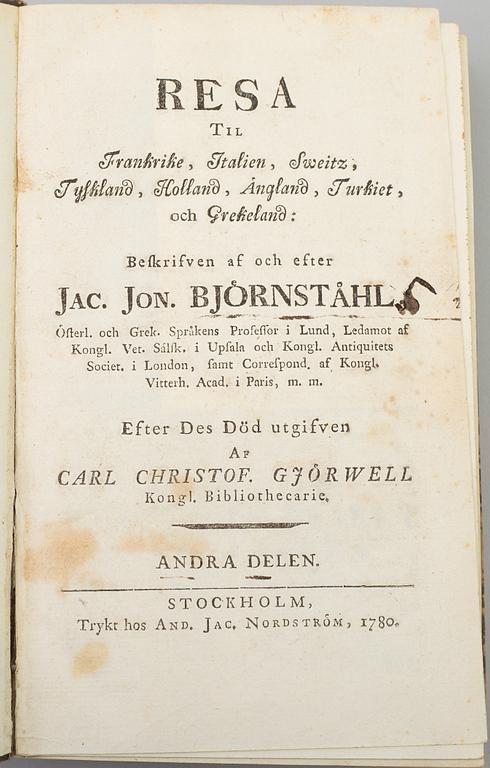 RESA
TIL
Frankrike, Italien, Sweitz,
Tyſkland, Holland, Ångland, Turkiet,
och Grekeland:
Beſkrifven af och efter
JAC. JON. BJÖRNSTÅHL,
Öſterl. och Grek. Språkens Profeſſor i Lund, Ledamot af
Kongl. Vet. Sälſk. i Upſala och Kongl. Antiquitets
Societ. i London, ſamt Correſpond. af Kongl.
Vitterh. Acad. i Paris, m. m.
Efter Des Död utgifven
AF
CARL CHRISTOF. GJÖRWELL
Kongl. Bibliothecarie.
ANDRA DELEN.
STOCKHOLM,
Trykt hos AND. JAC. NORDSTRÖM, 1780.